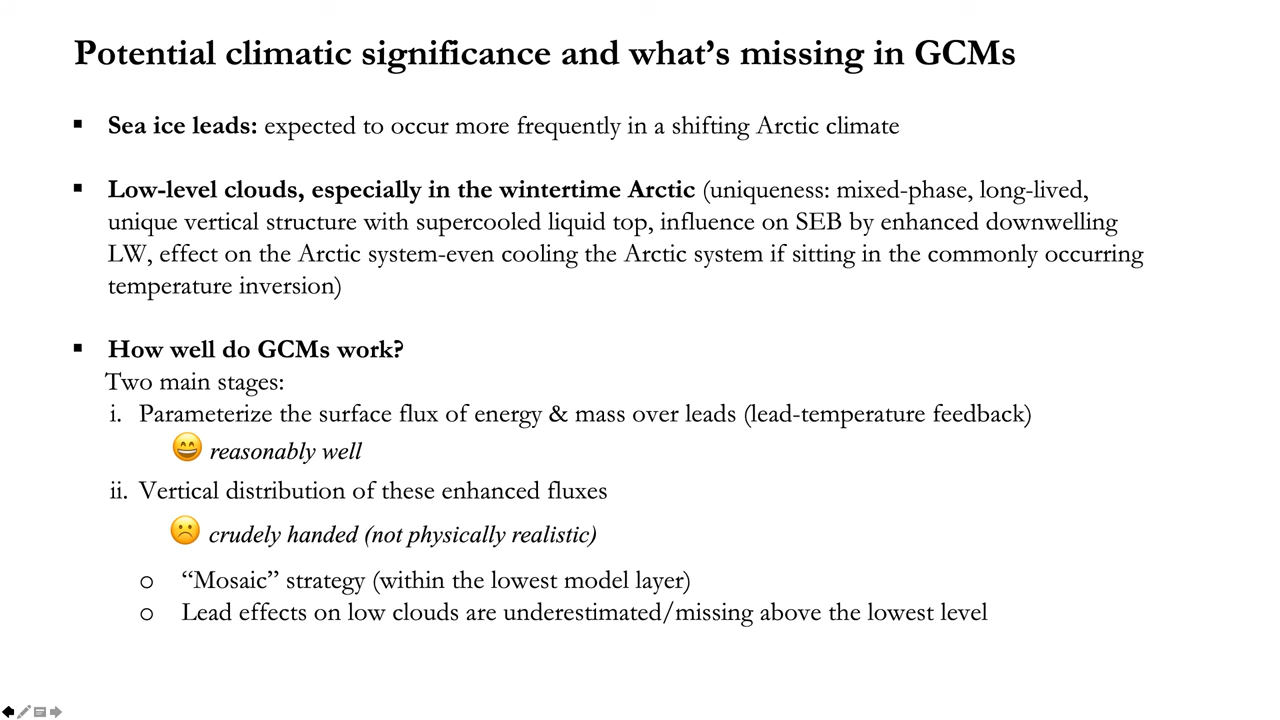 Potential climatic significance and what’s missing in GCMs
▪ Sea ice leads: expected to occur more frequently in a shifting Arctic climate
▪ Low-level clouds, especially in the wintertime Arctic (uniqueness: mixed-phase, long-lived,
unique vertical structure with supercooled liquid top, influence on SEB by enhanced downwelling
LW, effect on the Arctic system-even cooling the Arctic system if sitting in the commonly occurring
temperature inversion)
▪ How well do GCMs work?
Two main stages:
i. Parameterize the surface flux of energy & mass over leads (lead-temperature feedback)
😄 reasonably well
ii. Vertical distribution of these enhanced fluxes
☹️ crudely handed (not physically realistic)
o “Mosaic” strategy (within the lowest model layer)
o Lead effects on low clouds are underestimated/missing above the lowest level